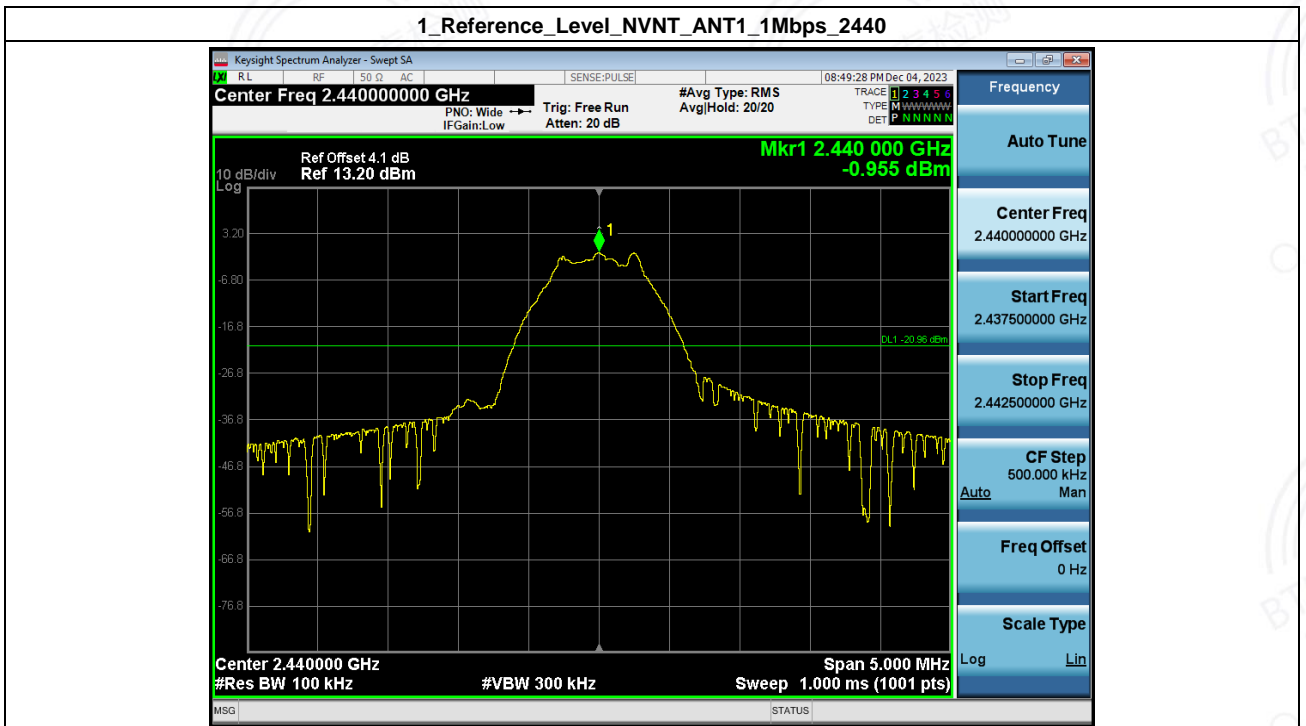 1_Reference_Level_NVNT_ANT1_1Mbps_2440
Keysight Spectrum Analyzer - Swept SA
LXI RL RF 50 Ω AC SENSE:PULSE 08:49:28 PM Dec 04, 2023
Center Freq 2.440000000 GHz
PNO: Wide
IFGain:Low
Trig: Free Run
Atten: 20 dB
#Avg Type: RMS
Avg|Hold: 20/20
TRACE 1 2 3 4 5 6
TYPE M WWWWW
DET P N N N N N
Mkr1 2.440 000 GHz
-0.955 dBm
Ref Offset 4.1 dB
10 dB/div Ref 13.20 dBm
Log
1
3.20
-6.80
-16.8
DL1 -20.96 dBm
-26.8
-36.8
-46.8
-56.8
-66.8
-76.8
Center 2.440000 GHz Span 5.000 MHz
#Res BW 100 kHz #VBW 300 kHz Sweep 1.000 ms (1001 pts)
MSG STATUS
Frequency
Auto Tune
Center Freq
2.440000000 GHz
Start Freq
2.437500000 GHz
Stop Freq
2.442500000 GHz
CF Step
500.000 kHz
Auto Man
Freq Offset
0 Hz
Scale Type
Log Lin